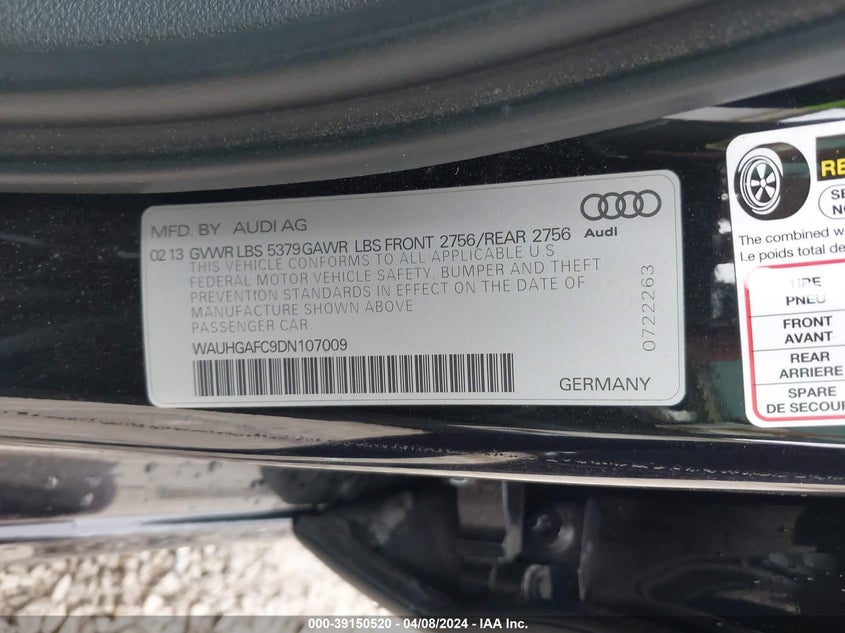 MFD. BY AUDI AG
Audi
02 13 GVWR LBS 5379 GAWR LBS FRONT 2756/REAR 2756
THIS VEHICLE CONFORMS TO ALL APPLICABLE U.S
FEDERAL MOTOR VEHICLE SAFETY, BUMPER AND THEFT
PREVENTION STANDARDS IN EFFECT ON THE DATE OF
MANUFACTURE SHOWN ABOVE
PASSENGER CAR
WAUHGAFC9DN107009
GERMANY
0722263
The combined w
Le poids total de
TIRE
PNEU
FRONT
AVANT
REAR
ARRIERE
SPARE
DE SECOUR
000-39150520 - 04/08/2024 - IAA Inc.